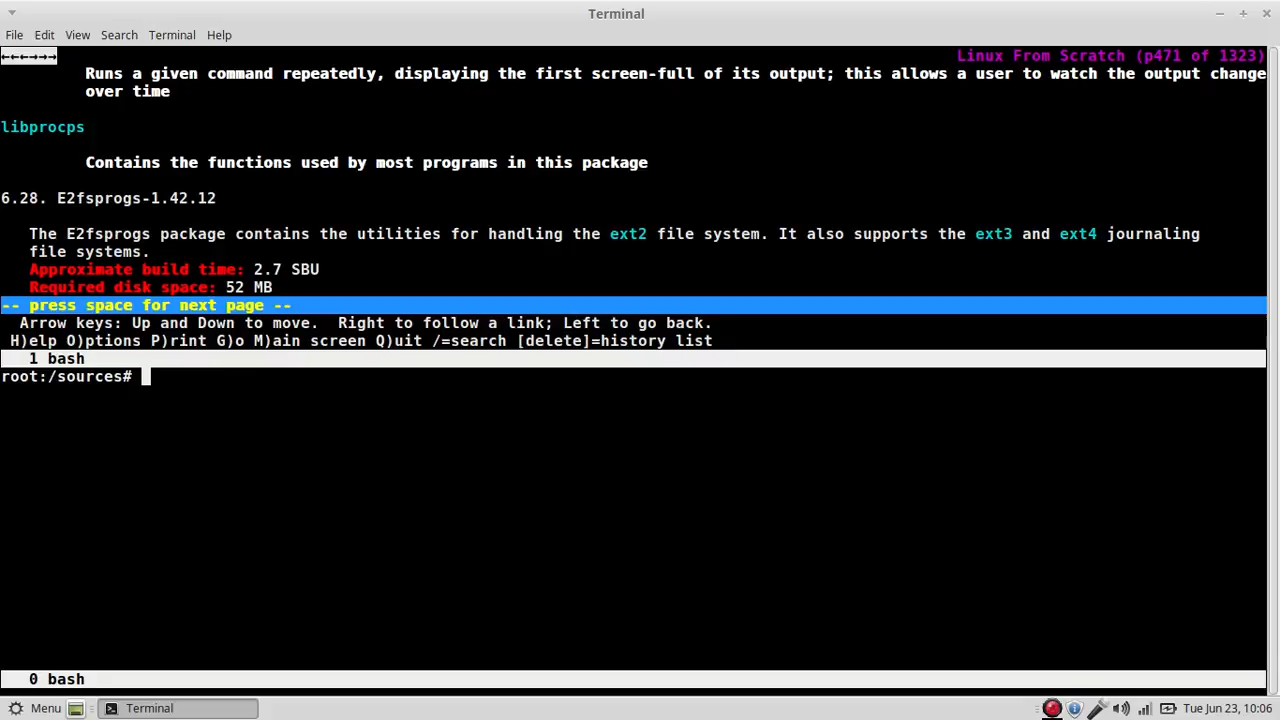 Terminal
File Edit View Search Terminal Help
←←←→→→ Linux From Scratch (p471 of 1323)
Runs a given command repeatedly, displaying the first screen-full of its output; this allows a user to watch the output change
over time
libprocps
Contains the functions used by most programs in this package
6.28. E2fsprogs-1.42.12
The E2fsprogs package contains the utilities for handling the ext2 file system. It also supports the ext3 and ext4 journaling
file systems.
Approximate build time: 2.7 SBU
Required disk space: 52 MB
-- press space for next page --
Arrow keys: Up and Down to move.  Right to follow a link; Left to go back.
H)elp O)ptions P)rint G)o M)ain screen Q)uit /=search [delete]=history list
1 bash
root:/sources#
0 bash
Menu Terminal Tue Jun 23, 10:06